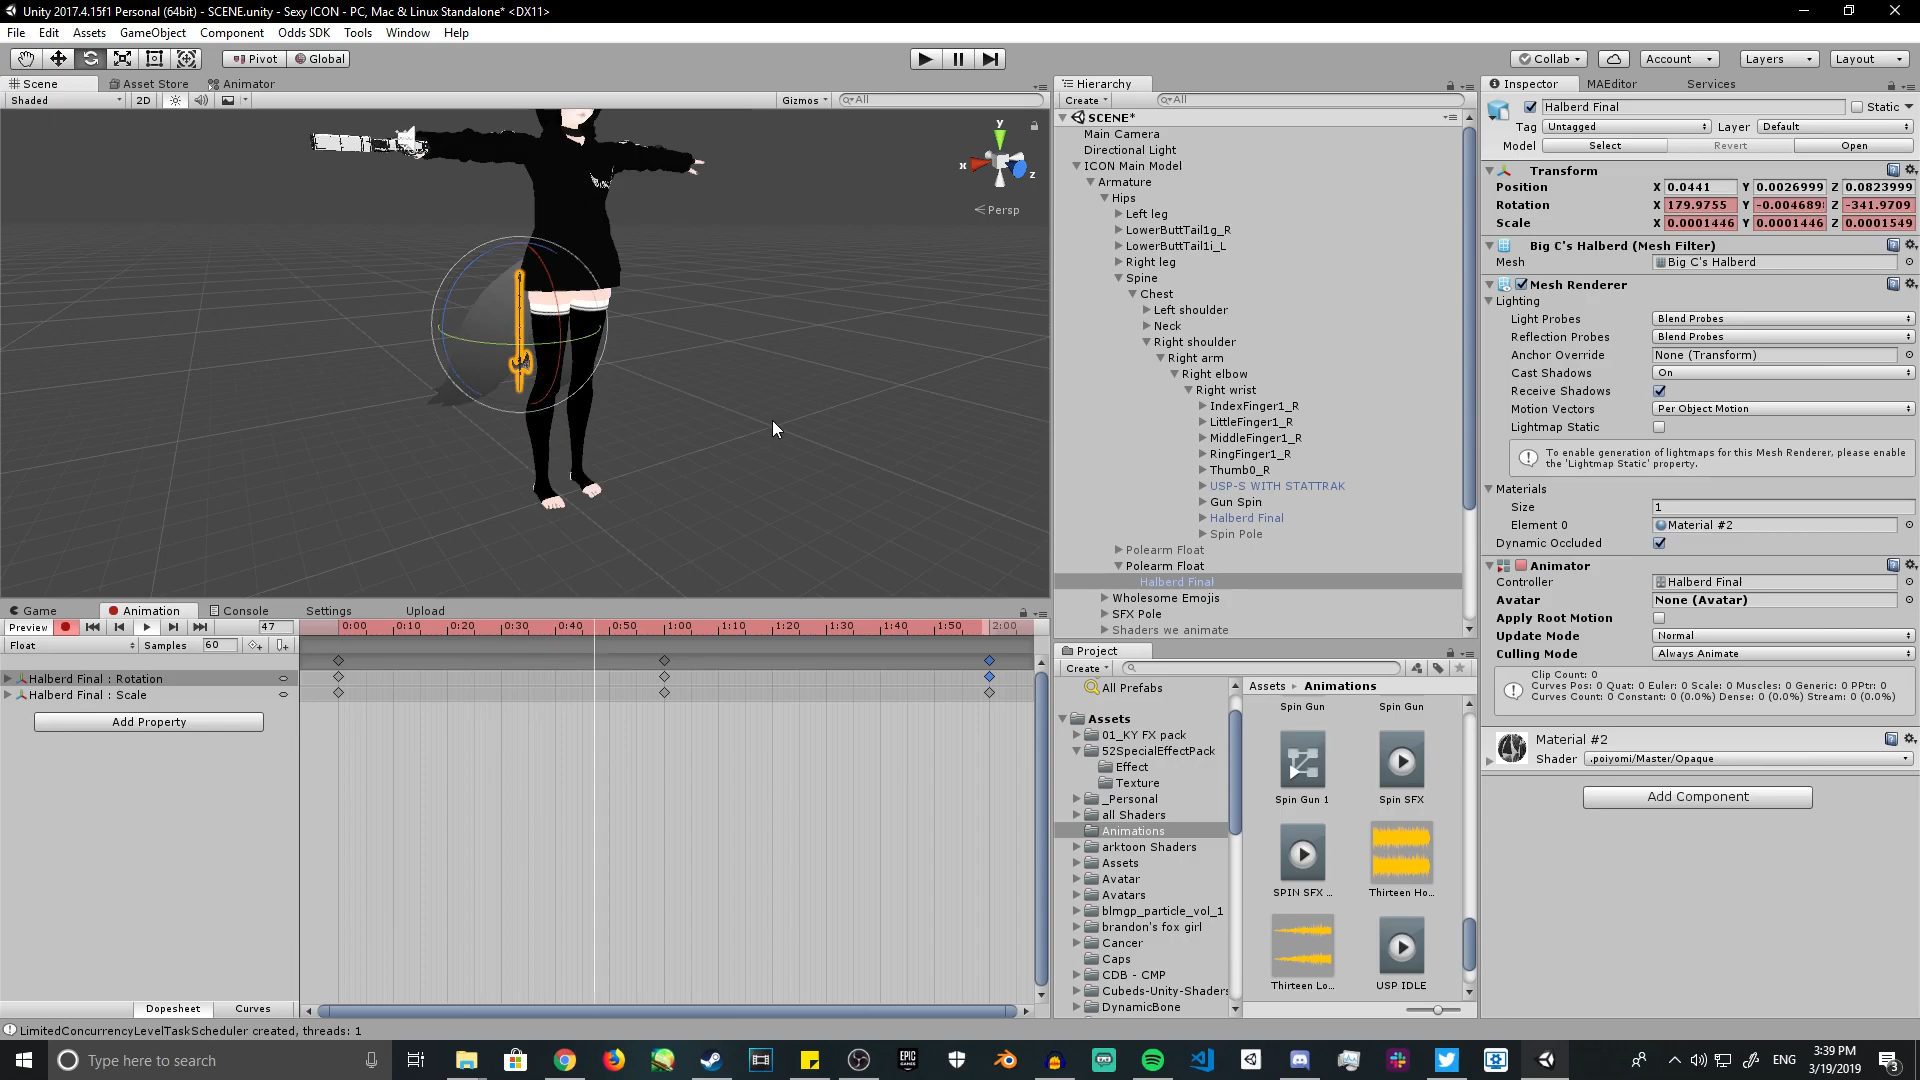 Unity 2017.4.15f1 Personal (64bit) - SCENE.unity - Sexy ICON - PC, Mac & Linux Standalone* <DX11>
File Edit Assets GameObject Component Odds SDK Tools Window Help
Pivot Global Collab Account Layers Layout
Scene Asset Store Animator
Shaded 2D Gizmos All
y x z
Persp
Hierarchy
Create All
SCENE*
Main Camera
Directional Light
ICON Main Model
Armature
Hips
Left leg
LowerButtTail1g_R
LowerButtTail1i_L
Right leg
Spine
Chest
Left shoulder
Neck
Right shoulder
Right arm
Right elbow
Right wrist
IndexFinger1_R
LittleFinger1_R
MiddleFinger1_R
RingFinger1_R
Thumb0_R
USP-S WITH STATTRAK
Gun Spin
Halberd Final
Spin Pole
Polearm Float
Polearm Float
Halberd Final
Wholesome Emojis
SFX Pole
Shaders we animate
Inspector MAEditor Services
Halberd Final Static
Tag Untagged Layer Default
Model Select Revert Open
Transform
Position X 0.0441 Y 0.0026999 Z 0.0823999
Rotation X 179.9755 Y -0.004689 Z -341.9709
Scale X 0.0001446 Y 0.0001446 Z 0.0001549
Big C's Halberd (Mesh Filter)
Mesh Big C's Halberd
Mesh Renderer
Lighting
Light Probes Blend Probes
Reflection Probes Blend Probes
Anchor Override None (Transform)
Cast Shadows On
Receive Shadows
Motion Vectors Per Object Motion
Lightmap Static
To enable generation of lightmaps for this Mesh Renderer, please enable
the 'Lightmap Static' property.
Materials
Size 1
Element 0 Material #2
Dynamic Occluded
Animator
Controller Halberd Final
Avatar None (Avatar)
Apply Root Motion
Update Mode Normal
Culling Mode Always Animate
Clip Count: 0
Curves Pos: 0 Quat: 0 Euler: 0 Scale: 0 Muscles: 0 Generic: 0 PPtr: 0
Curves Count: 0 Constant: 0 (0.0%) Dense: 0 (0.0%) Stream: 0 (0.0%)
Material #2
Shader .poiyomi/Master/Opaque
Add Component
Game Animation Console Settings Upload
Preview 47 0:00 0:10 0:20 0:30 0:40 0:50 1:00 1:10 1:20 1:30 1:40 1:50 2:00
Float Samples 60
Halberd Final : Rotation
Halberd Final : Scale
Add Property
Dopesheet Curves
Project
Create
All Prefabs
Assets
01_KY FX pack
52SpecialEffectPack
Effect
Texture
_Personal
all Shaders
Animations
arktoon Shaders
Assets
Avatar
Avatars
blmgp_particle_vol_1
brandon's fox girl
Cancer
Caps
CDB - CMP
Cubeds-Unity-Shaders
DynamicBone
Assets Animations
Spin Gun Spin Gun
Spin Gun 1 Spin SFX
SPIN SFX ... Thirteen Ho...
Thirteen Lo... USP IDLE
LimitedConcurrencyLevelTaskScheduler created, threads: 1
Type here to search
EPIC GAMES
ENG
3:39 PM
3/19/2019
3